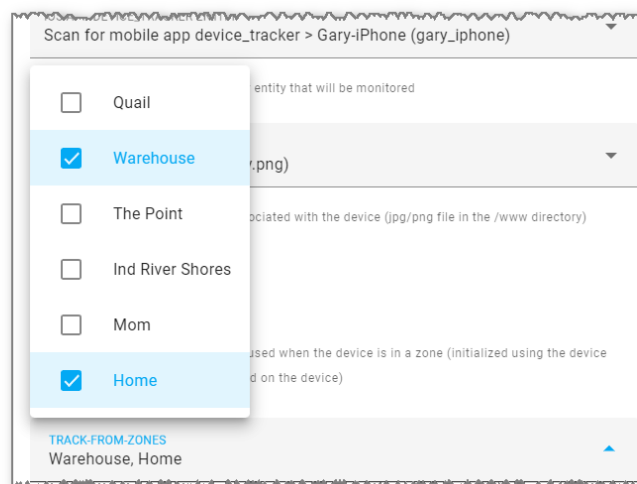 Scan for mobile app device_tracker > Gary-iPhone (gary_iphone)
Quail
entity that will be monitored
Warehouse
.png)
The Point
ociated with the device (jpg/png file in the /www directory)
Ind River Shores
Mom
used when the device is in a zone (initialized using the device
Home
d on the device)
TRACK-FROM-ZONES
Warehouse, Home